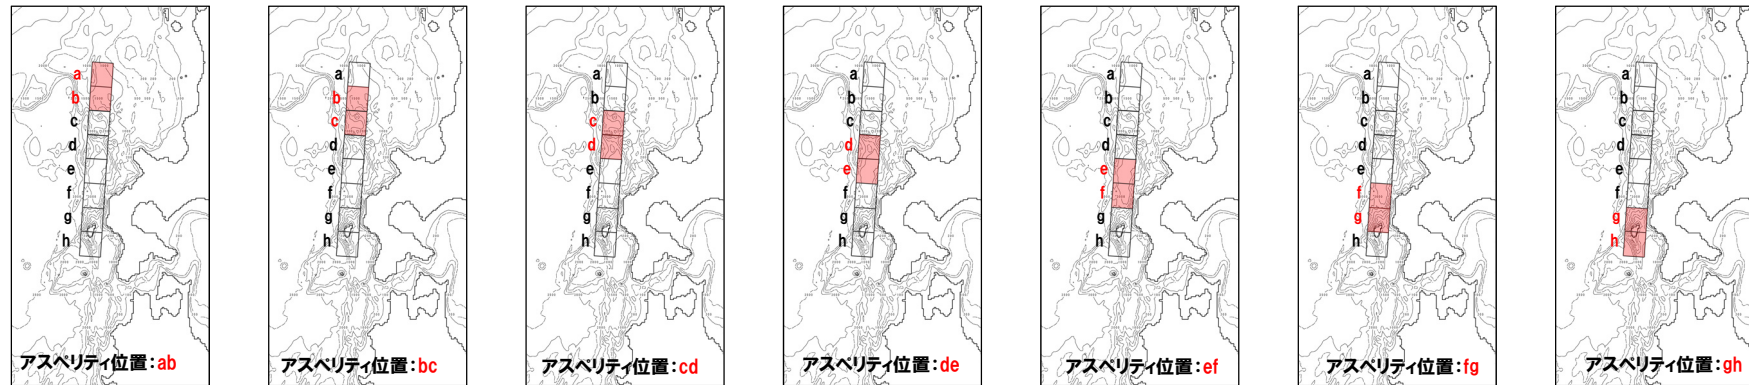 a
b
c
d
e
f
g
h
アスペリティ位置：ab
a
b
c
d
e
f
g
h
アスペリティ位置：bc
a
b
c
d
e
f
g
h
アスペリティ位置：cd
a
b
c
d
e
f
g
h
アスペリティ位置：de
a
b
c
d
e
f
g
h
アスペリティ位置：ef
a
b
c
d
e
f
g
h
アスペリティ位置：fg
a
b
c
d
e
f
g
h
アスペリティ位置：gh